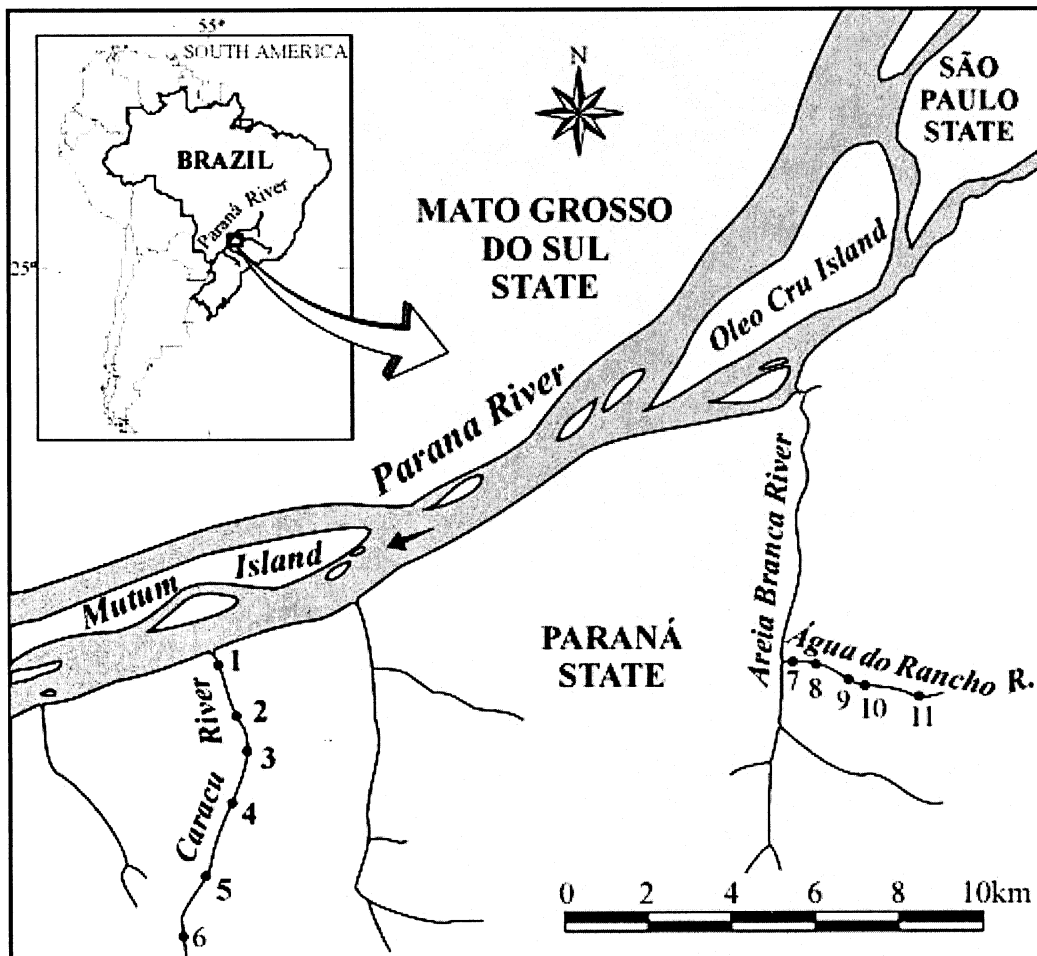 55°
SOUTH AMERICA
BRAZIL
Paraná River
25°
N
SÃO
PAULO
STATE
MATO GROSSO
DO SUL
STATE
Oleo Cru Island
Parana River
Mutum Island
PARANÁ
STATE
Areia Branca River
Água do Rancho R.
7
8
9
10
11
1
2
3
4
5
6
Caracu River
0 2 4 6 8 10km